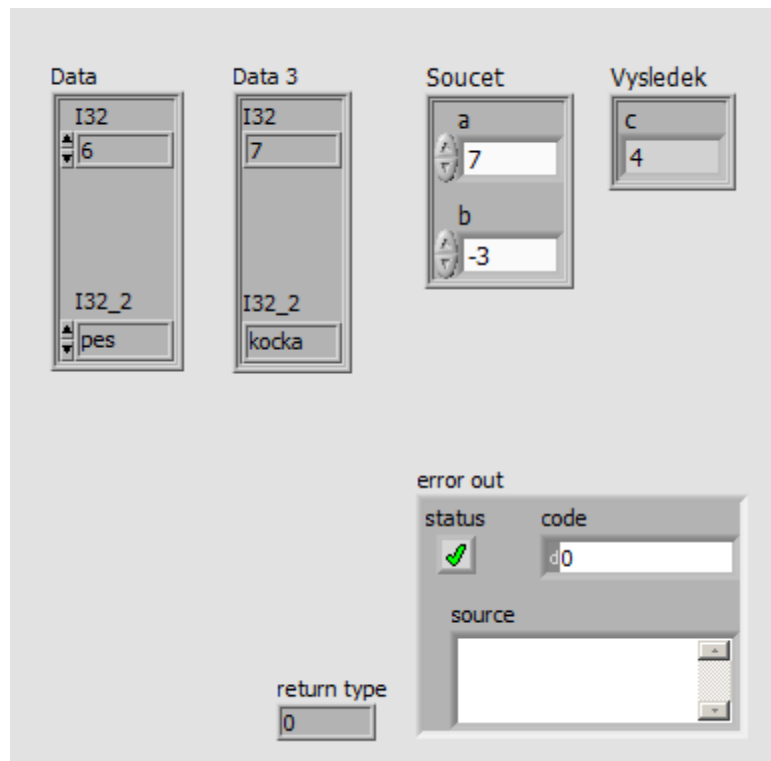 Data
I32
6
I32_2
pes
Data 3
I32
7
I32_2
kocka
Soucet
a
7
b
-3
Vysledek
c
4
error out
status
code
d0
source
return type
0